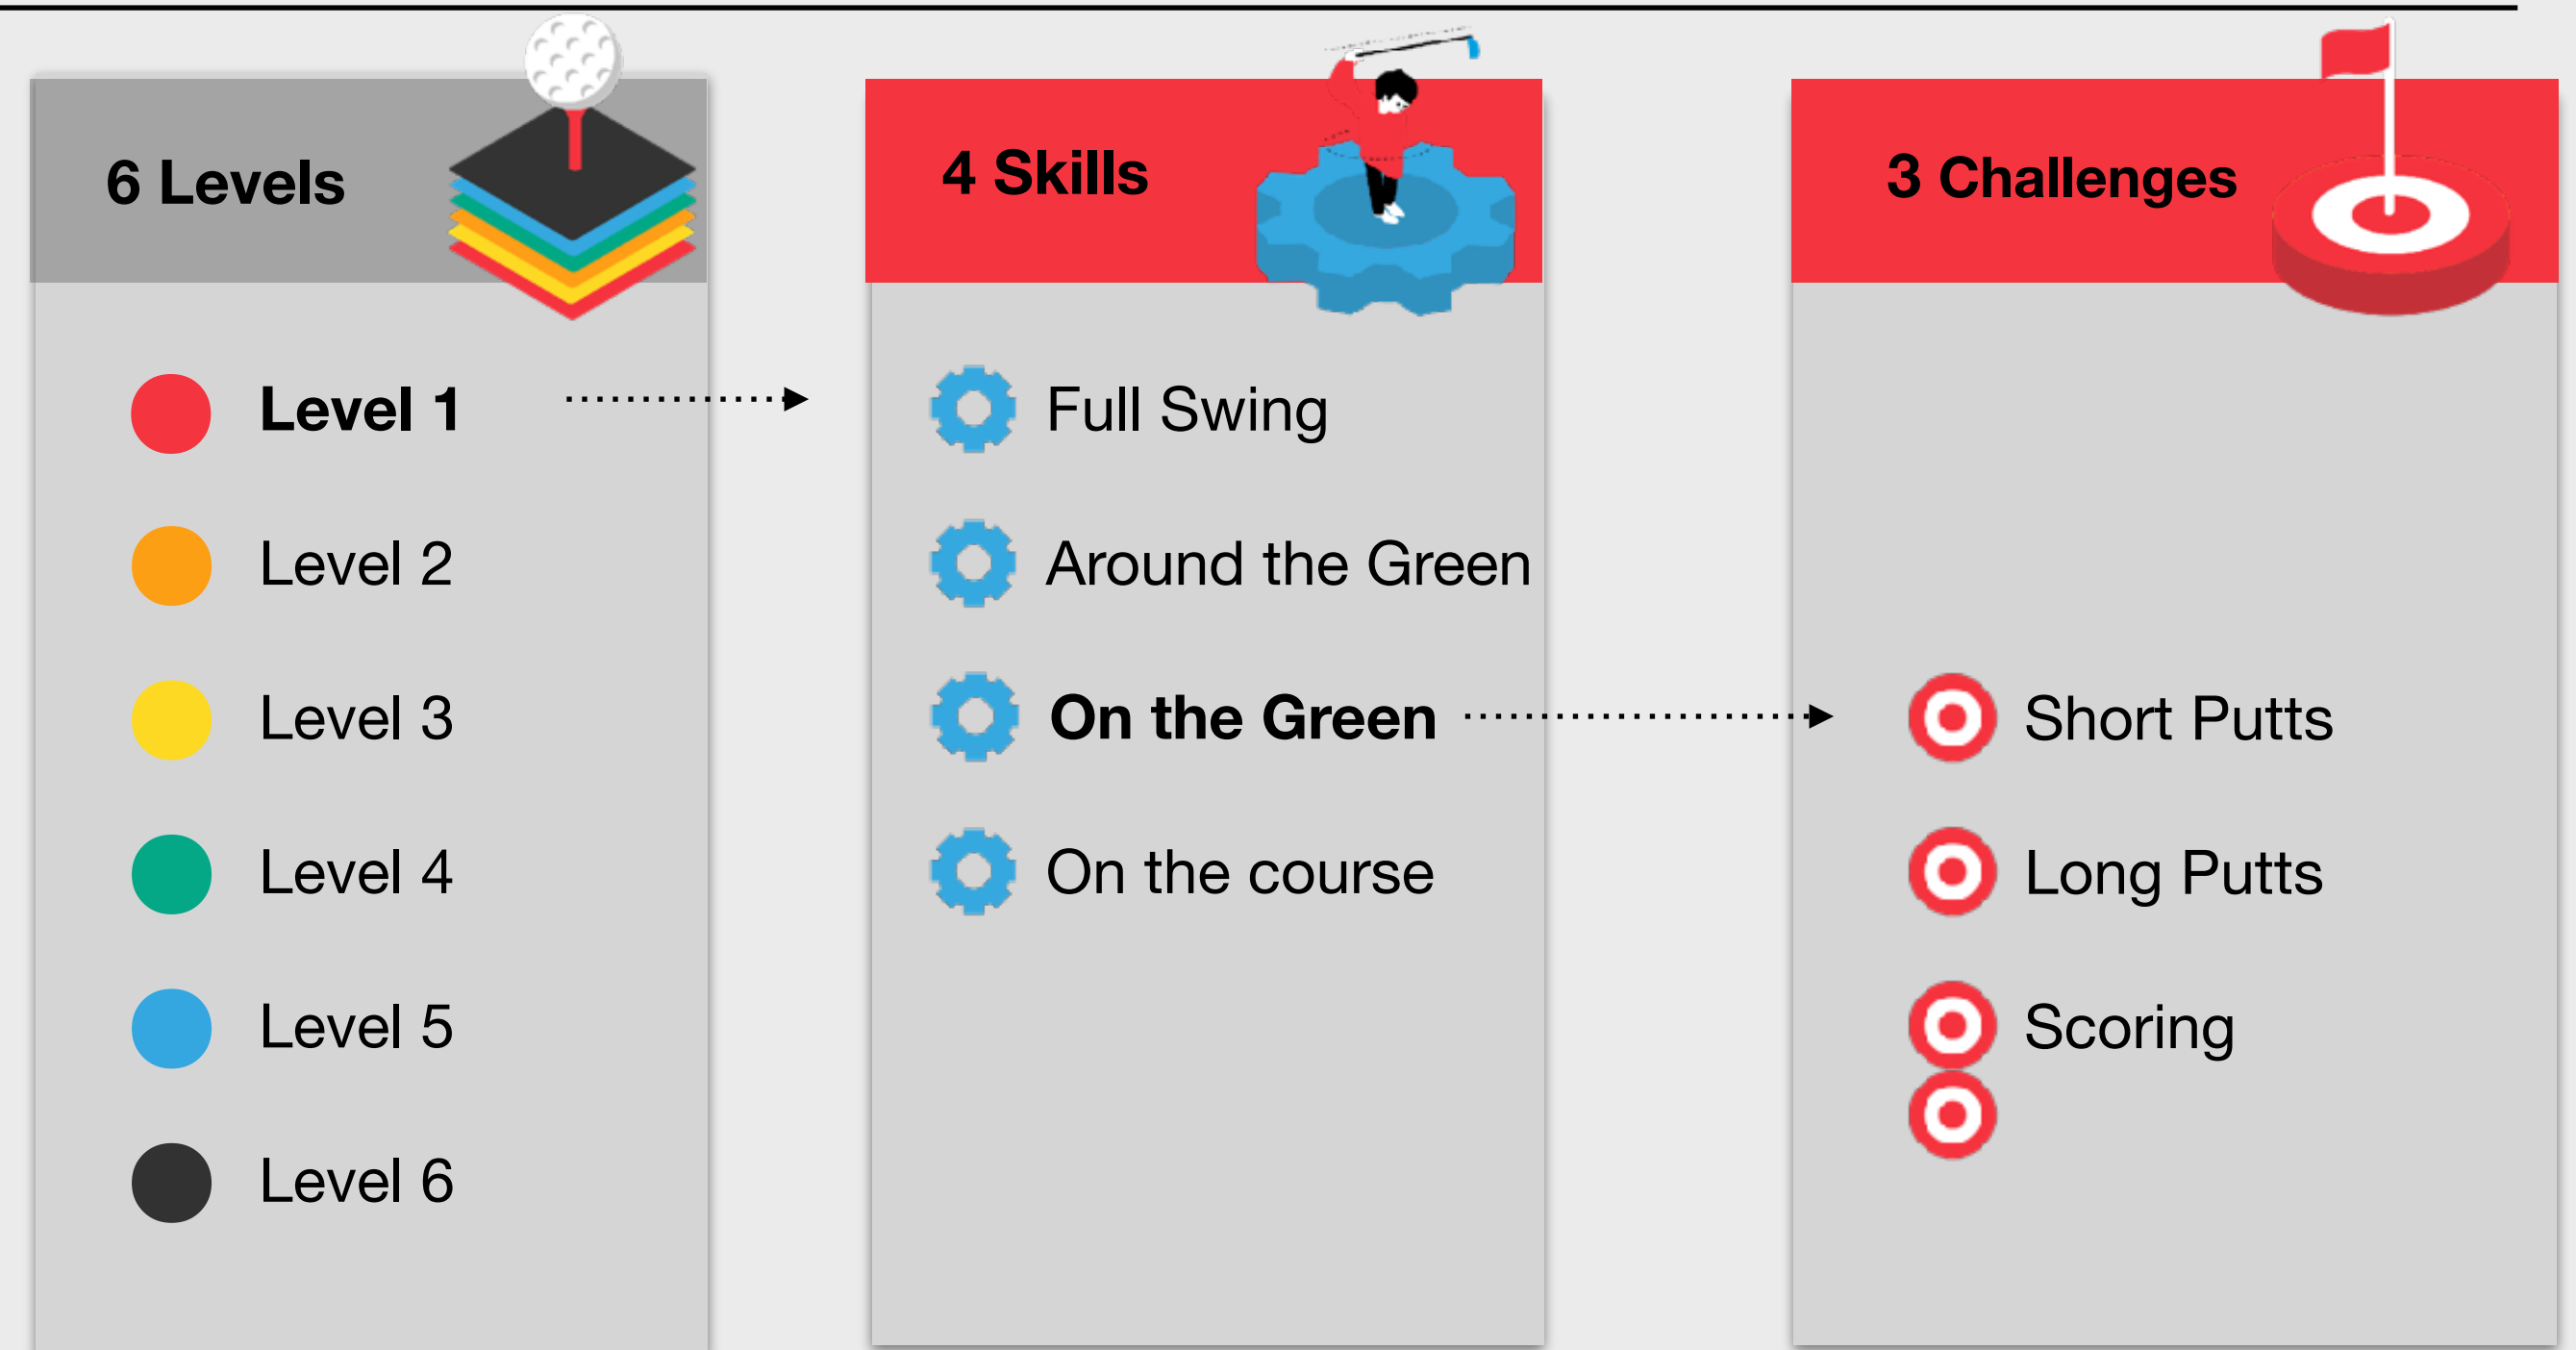 6 Levels
Level 1
Level 2
Level 3
Level 4
Level 5
Level 6
4 Skills
Full Swing
Around the Green
On the Green
On the course
3 Challenges
Short Putts
Long Putts
Scoring